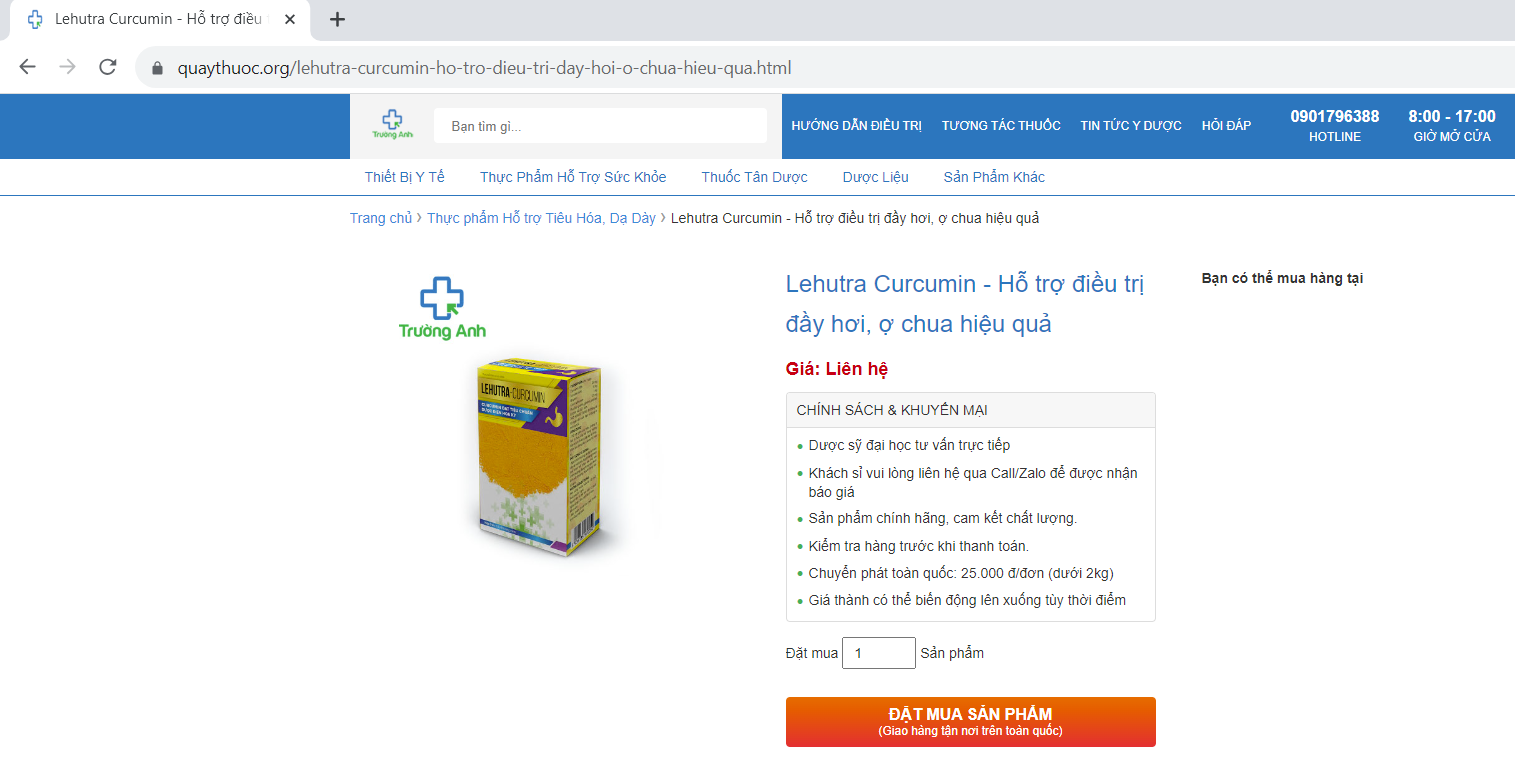 Lehutra Curcumin - Hỗ trợ điều
quaythuoc.org/lehutra-curcumin-ho-tro-dieu-tri-day-hoi-o-chua-hieu-qua.html
Trường Anh
Bạn tìm gì...
HƯỚNG DẪN ĐIỀU TRỊ TƯƠNG TÁC THUỐC TIN TỨC Y DƯỢC HỎI ĐÁP
0901796388 8:00 - 17:00
HOTLINE GIỜ MỞ CỬA
Thiết Bị Y Tế Thực Phẩm Hỗ Trợ Sức Khỏe Thuốc Tân Dược Dược Liệu Sản Phẩm Khác
Trang chủ › Thực phẩm Hỗ trợ Tiêu Hóa, Dạ Dày › Lehutra Curcumin - Hỗ trợ điều trị đầy hơi, ợ chua hiệu quả
Trường Anh
LEHUTRA-CURCUMIN
CURCUMIN ĐẠT TIÊU CHUẨN
DƯỢC ĐIỂN HOA KỲ
Lehutra Curcumin - Hỗ trợ điều trị
đầy hơi, ợ chua hiệu quả
Giá: Liên hệ
CHÍNH SÁCH & KHUYẾN MẠI
Dược sỹ đại học tư vấn trực tiếp
Khách sỉ vui lòng liên hệ qua Call/Zalo để được nhận
báo giá
Sản phẩm chính hãng, cam kết chất lượng.
Kiểm tra hàng trước khi thanh toán.
Chuyển phát toàn quốc: 25.000 đ/đơn (dưới 2kg)
Giá thành có thể biến động lên xuống tùy thời điểm
Đặt mua 1 Sản phẩm
ĐẶT MUA SẢN PHẨM
(Giao hàng tận nơi trên toàn quốc)
Bạn có thể mua hàng tại